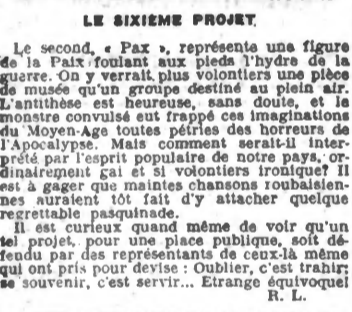 LE SIXIÈME PROJET
Le second, « Pax », représente une figure
de la Paix foulant aux pieds l'hydre de la
guerre. On y verrait plus volontiers une pièce
de musée qu'un groupe destiné au plein air.
L'antithèse est heureuse, sans doute, et le
monstre convulsé eut frappé ces imaginations
du Moyen-Age toutes pétries des horreurs de
l'Apocalypse. Mais comment serait-il inter-
prété par l'esprit populaire de notre pays, or-
dinairement gai et si volontiers ironique? Il
est à gager que maintes chansons roubaisien-
nes auraient tôt fait d'y attacher quelque
regrettable pasquinade.
Il est curieux quand même de voir qu'un
tel projet, pour une place publique, soit dé-
fendu par des représentants de ceux-là même
qui ont pris pour devise : Oublier, c'est trahir;
se souvenir, c'est servir... Etrange équivoque!
R. L.